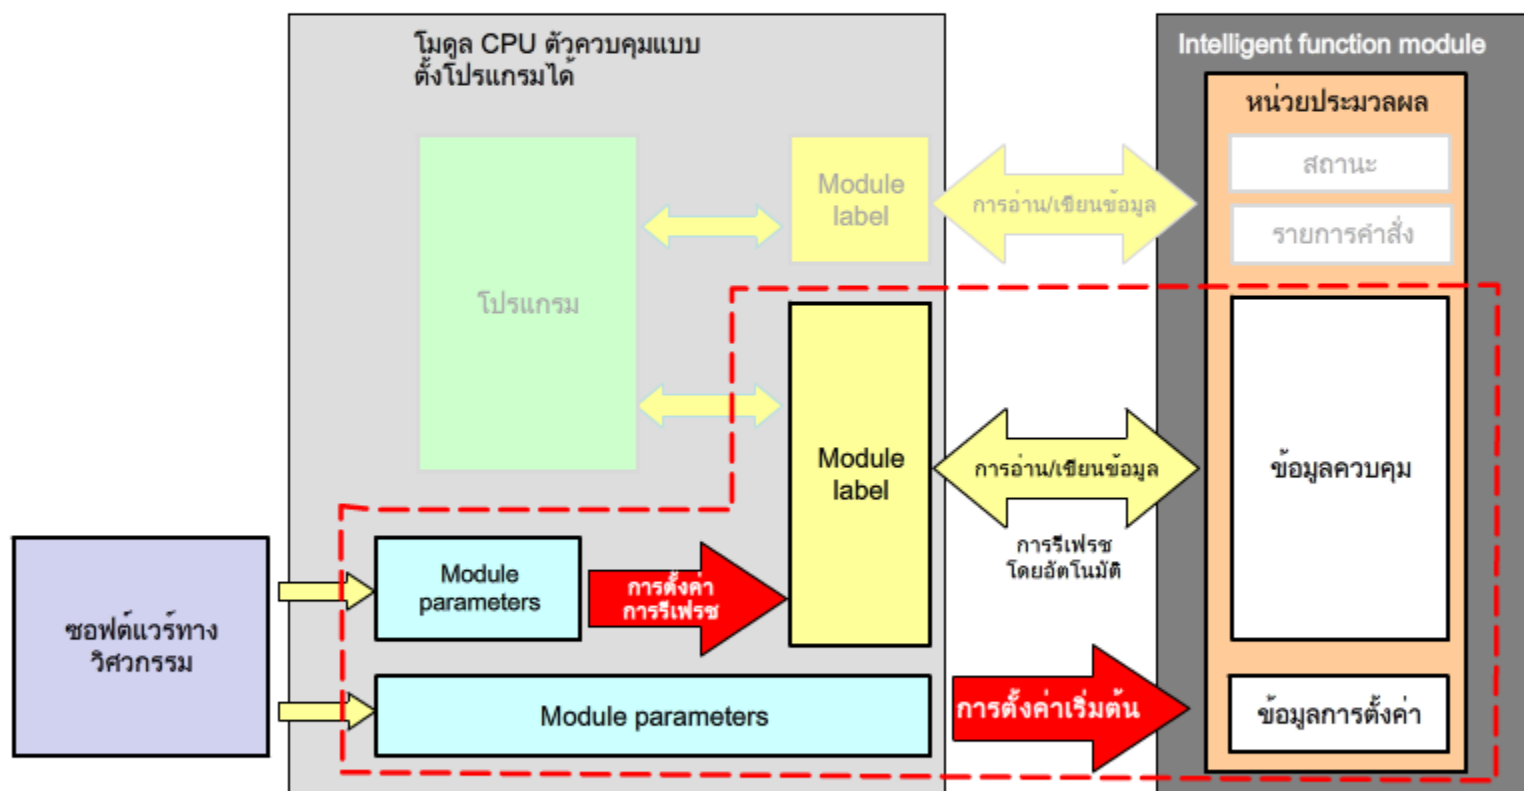 โมดูล CPU ตัวควบคุมแบบ
ตั้งโปรแกรมได้
Intelligent function module
หน่วยประมวลผล
สถานะ
Module
label
การอ่าน/เขียนข้อมูล
รายการคำสั่ง
โปรแกรม
Module
label
การอ่าน/เขียนข้อมูล
ข้อมูลควบคุม
การรีเฟรช
โดยอัตโนมัติ
Module
parameters
การตั้งค่า
การรีเฟรช
ซอฟต์แวร์ทาง
วิศวกรรม
Module parameters
การตั้งค่าเริ่มต้น
ข้อมูลการตั้งค่า